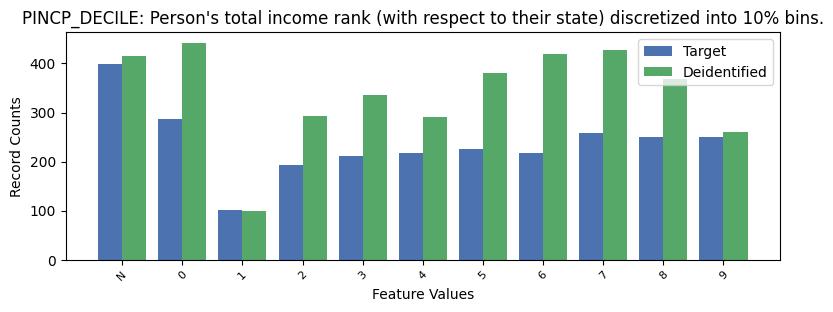 PINCP_DECILE: Person's total income rank (with respect to their state) discretized into 10% bins.
Target
Deidentified
Record Counts
400
300
200
100
0
N 0 1 2 3 4 5 6 7 8 9
Feature Values